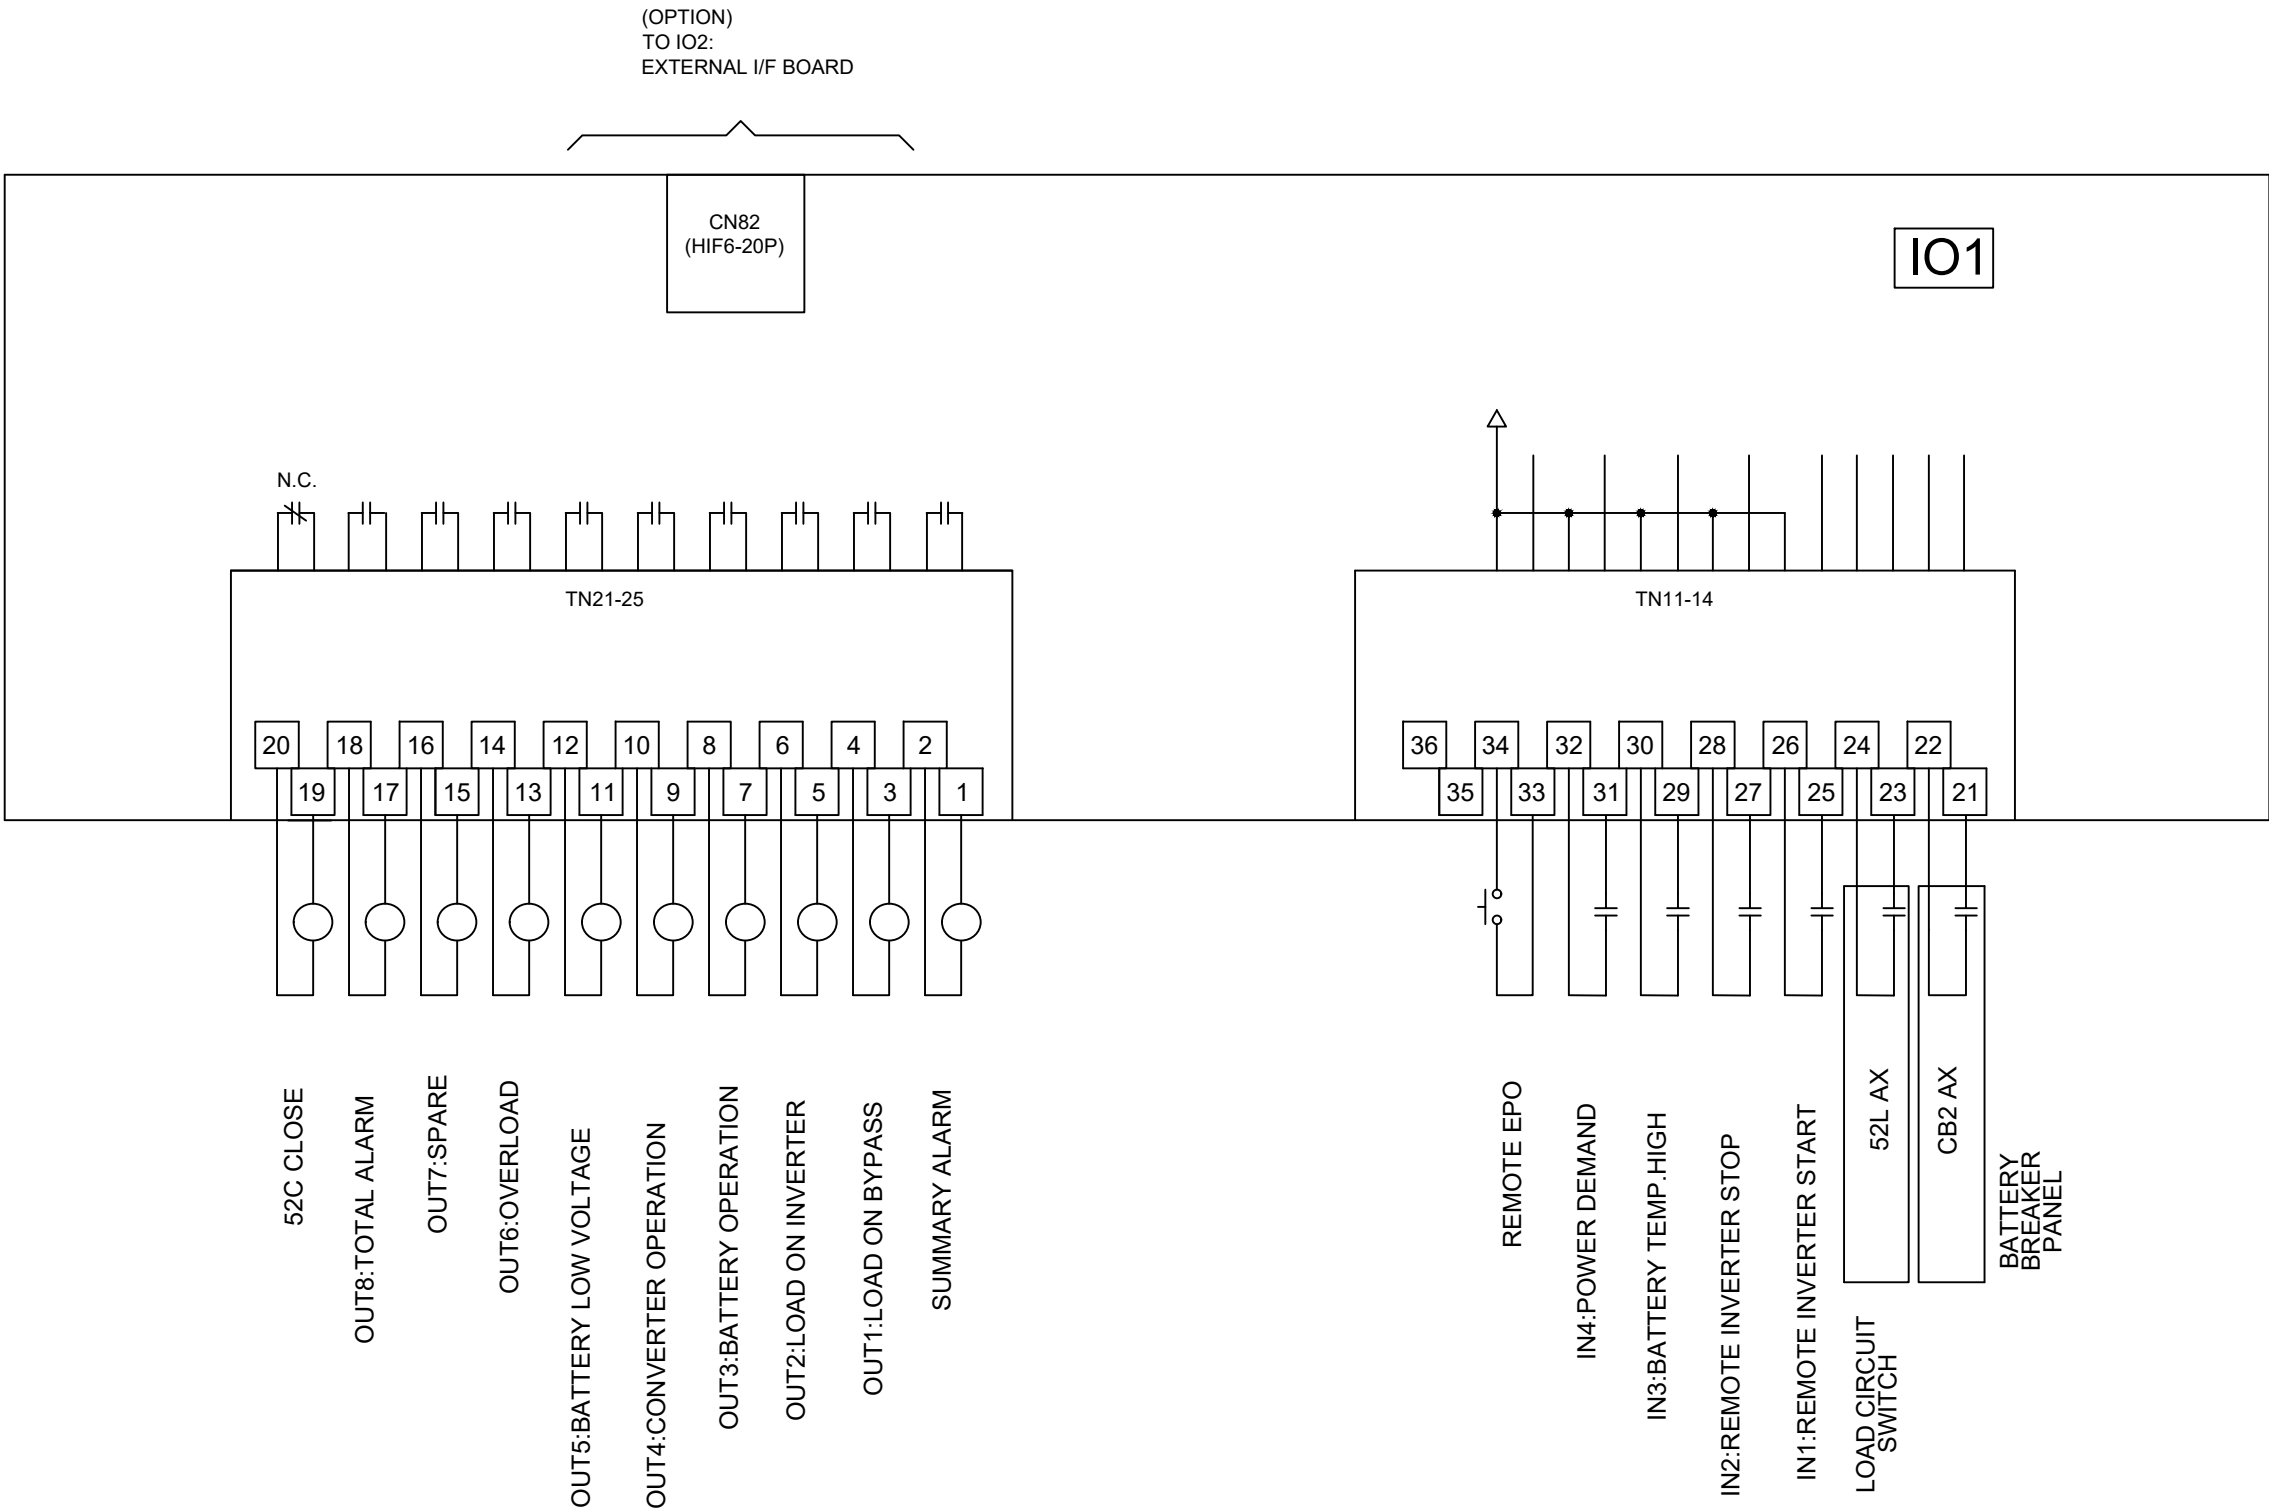 (OPTION)
TO IO2:
EXTERNAL I/F BOARD
CN82
(HIF6-20P)
IO1
N.C.
TN21-25
TN11-14
20 18 16 14 12 10 8 6 4 2
19 17 15 13 11 9 7 5 3 1
36 34 32 30 28 26 24 22
35 33 31 29 27 25 23 21
52C CLOSE
OUT8:TOTAL ALARM
OUT7:SPARE
OUT6:OVERLOAD
OUT5:BATTERY LOW VOLTAGE
OUT4:CONVERTER OPERATION
OUT3:BATTERY OPERATION
OUT2:LOAD ON INVERTER
OUT1:LOAD ON BYPASS
SUMMARY ALARM
REMOTE EPO
IN4:POWER DEMAND
IN3:BATTERY TEMP.HIGH
IN2:REMOTE INVERTER STOP
IN1:REMOTE INVERTER START
52L AX
LOAD CIRCUIT
SWITCH
CB2 AX
BATTERY
BREAKER
PANEL